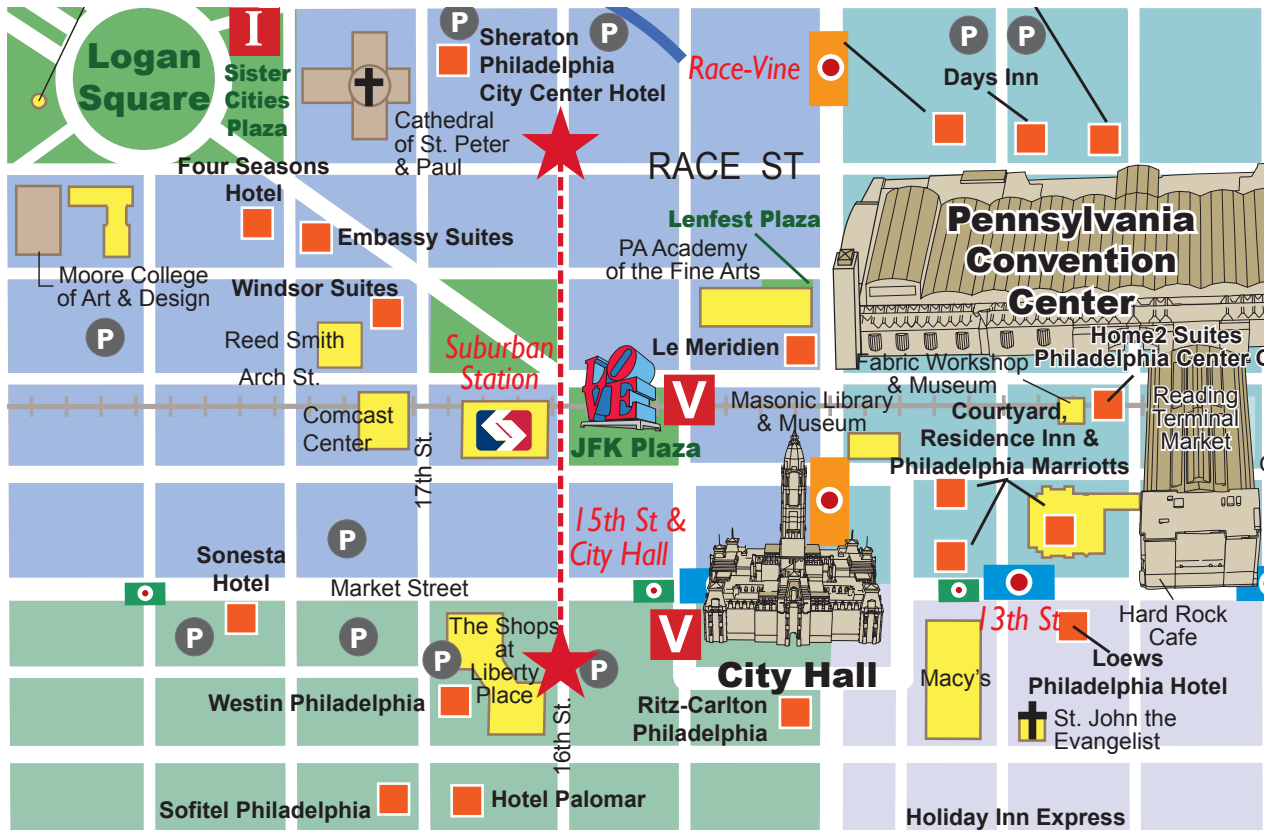 P
P
P
P
I
Logan
Square
Sister
Cities
Plaza
Sheraton
Philadelphia
City Center Hotel
Race-Vine
Days Inn
Cathedral
of St. Peter
& Paul
Four Seasons
Hotel
RACE ST
Embassy Suites
Lenfest Plaza
PA Academy
of the Fine Arts
Pennsylvania
Convention
Center
Moore College
of Art & Design
Windsor Suites
P
Reed Smith
Arch St.
Suburban
Station
Le Meridien
Home2 Suites
Philadelphia Center C
Fabric Workshop
& Museum
LOVE
V
JFK Plaza
Comcast
Center
17th St.
Masonic Library
& Museum
Courtyard,
Residence Inn &
Philadelphia Marriotts
Reading
Terminal
Market
15th St &
City Hall
P
Sonesta
Hotel
Market Street
P
P
P
P
The Shops
at
Liberty
Place
V
City Hall
13th St
Hard Rock
Cafe
Macy's
Loews
Philadelphia Hotel
St. John the
Evangelist
Westin Philadelphia
Ritz-Carlton
Philadelphia
16th St.
Sofitel Philadelphia
Hotel Palomar
Holiday Inn Express